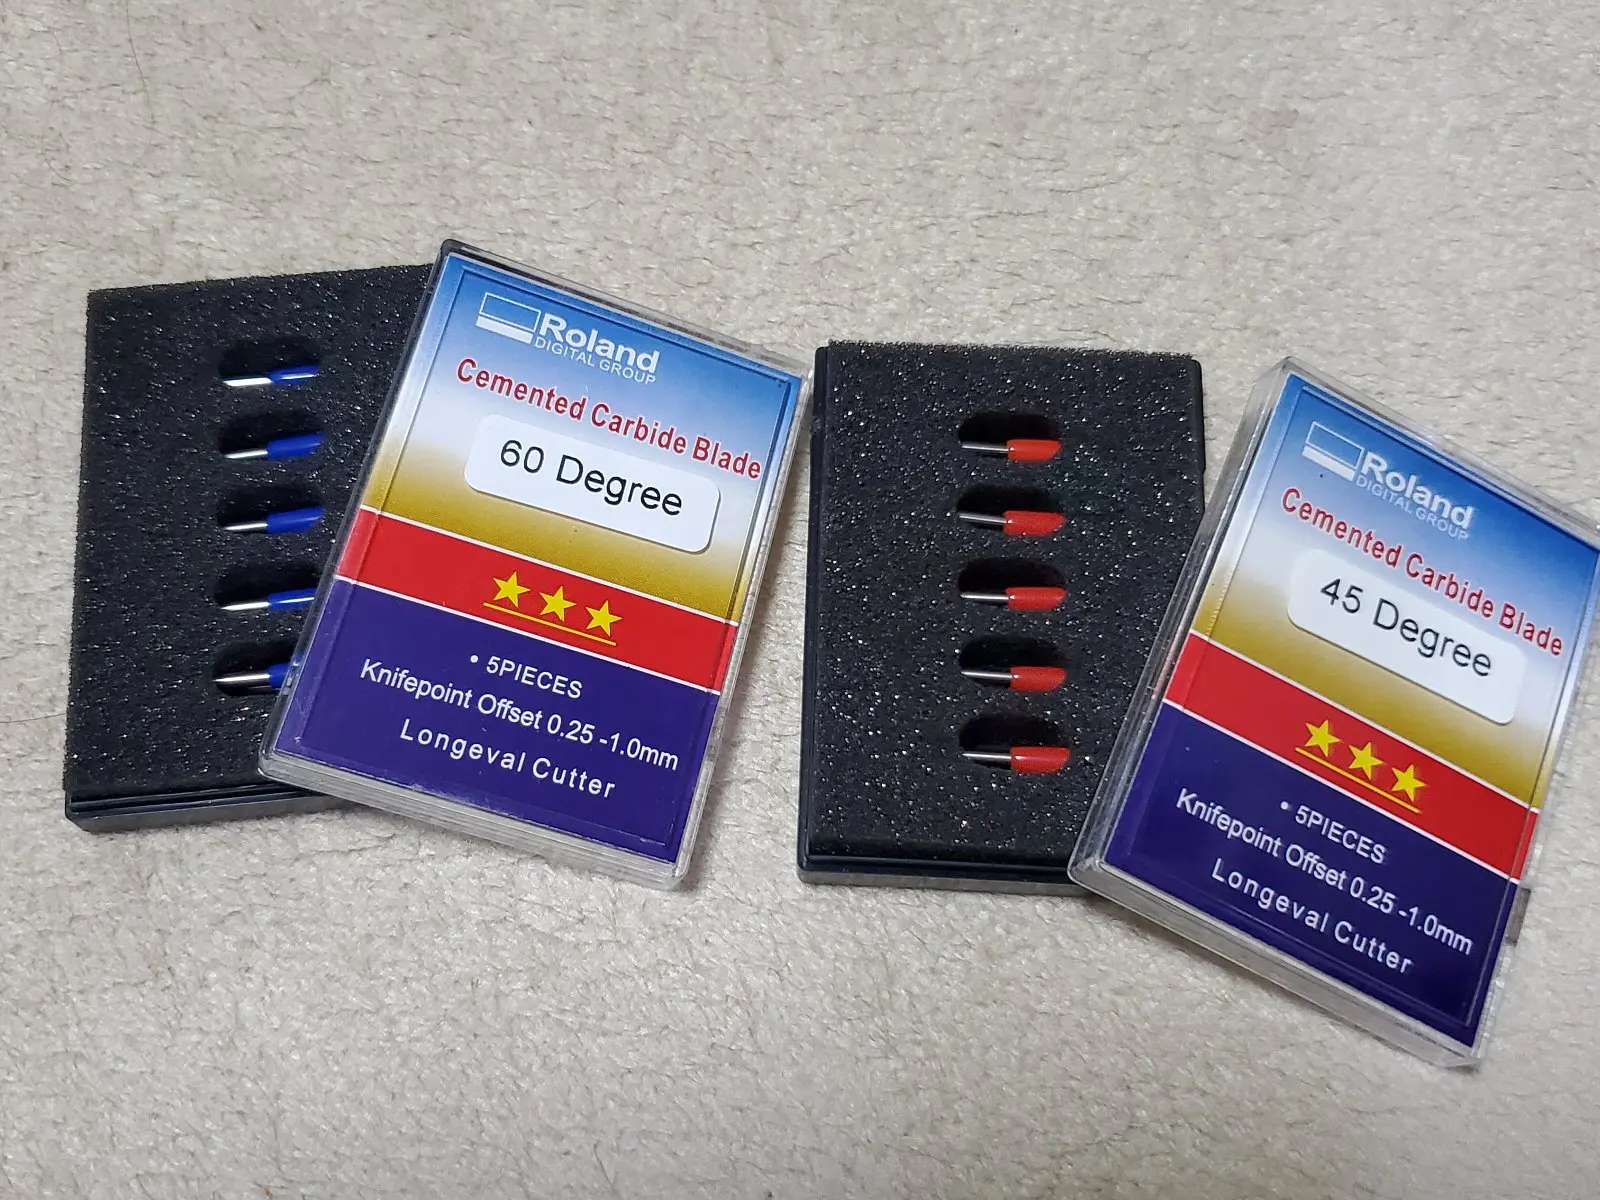 Roland
DIGITAL GROUP
Cemented Carbide Blade
60 Degree
• 5PIECES
Knifepoint Offset 0.25 -1.0mm
Longeval Cutter
Roland
DIGITAL GROUP
Cemented Carbide Blade
45 Degree
• 5PIECES
Knifepoint Offset 0.25 -1.0mm
Longeval Cutter